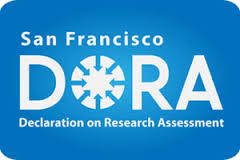 San Francisco
DORA
Declaration on Research Assessment